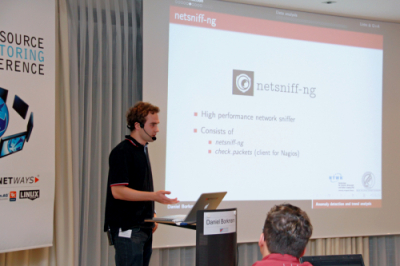 SOURCE
TORING
FERENCE
NETWAYS
LINUX
netsniff-ng
netsniff-ng
High performance network sniffer
Consists of
netsniff-ng
check packets (client for Nagios)
Daniel Borkmann